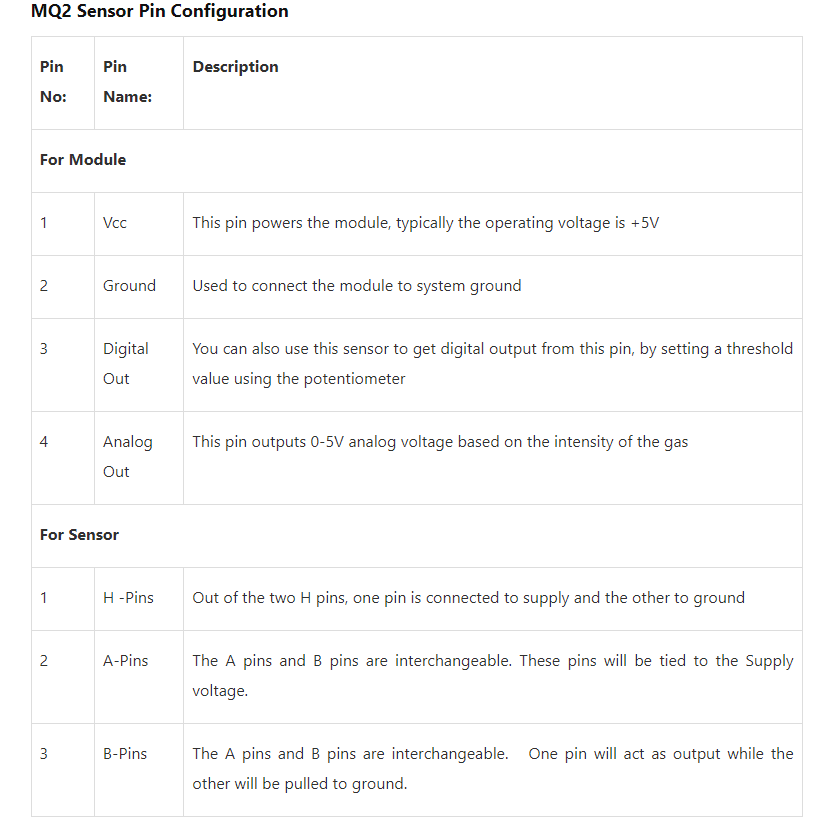 MQ2 Sensor Pin Configuration
Pin No: Pin Name: Description
For Module
1 Vcc This pin powers the module, typically the operating voltage is +5V
2 Ground Used to connect the module to system ground
3 Digital Out You can also use this sensor to get digital output from this pin, by setting a threshold
value using the potentiometer
4 Analog Out This pin outputs 0-5V analog voltage based on the intensity of the gas
For Sensor
1 H -Pins Out of the two H pins, one pin is connected to supply and the other to ground
2 A-Pins The A pins and B pins are interchangeable. These pins will be tied to the Supply
voltage.
3 B-Pins The A pins and B pins are interchangeable. One pin will act as output while the
other will be pulled to ground.